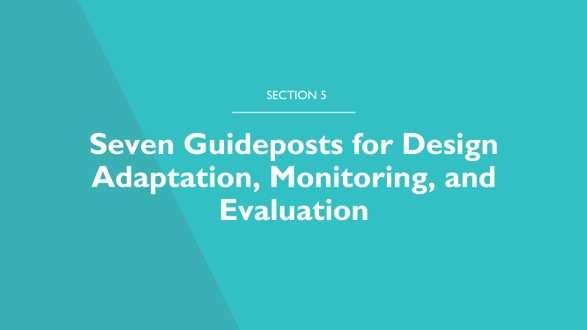 SECTION 5
Seven Guideposts for Design
Adaptation, Monitoring, and
Evaluation